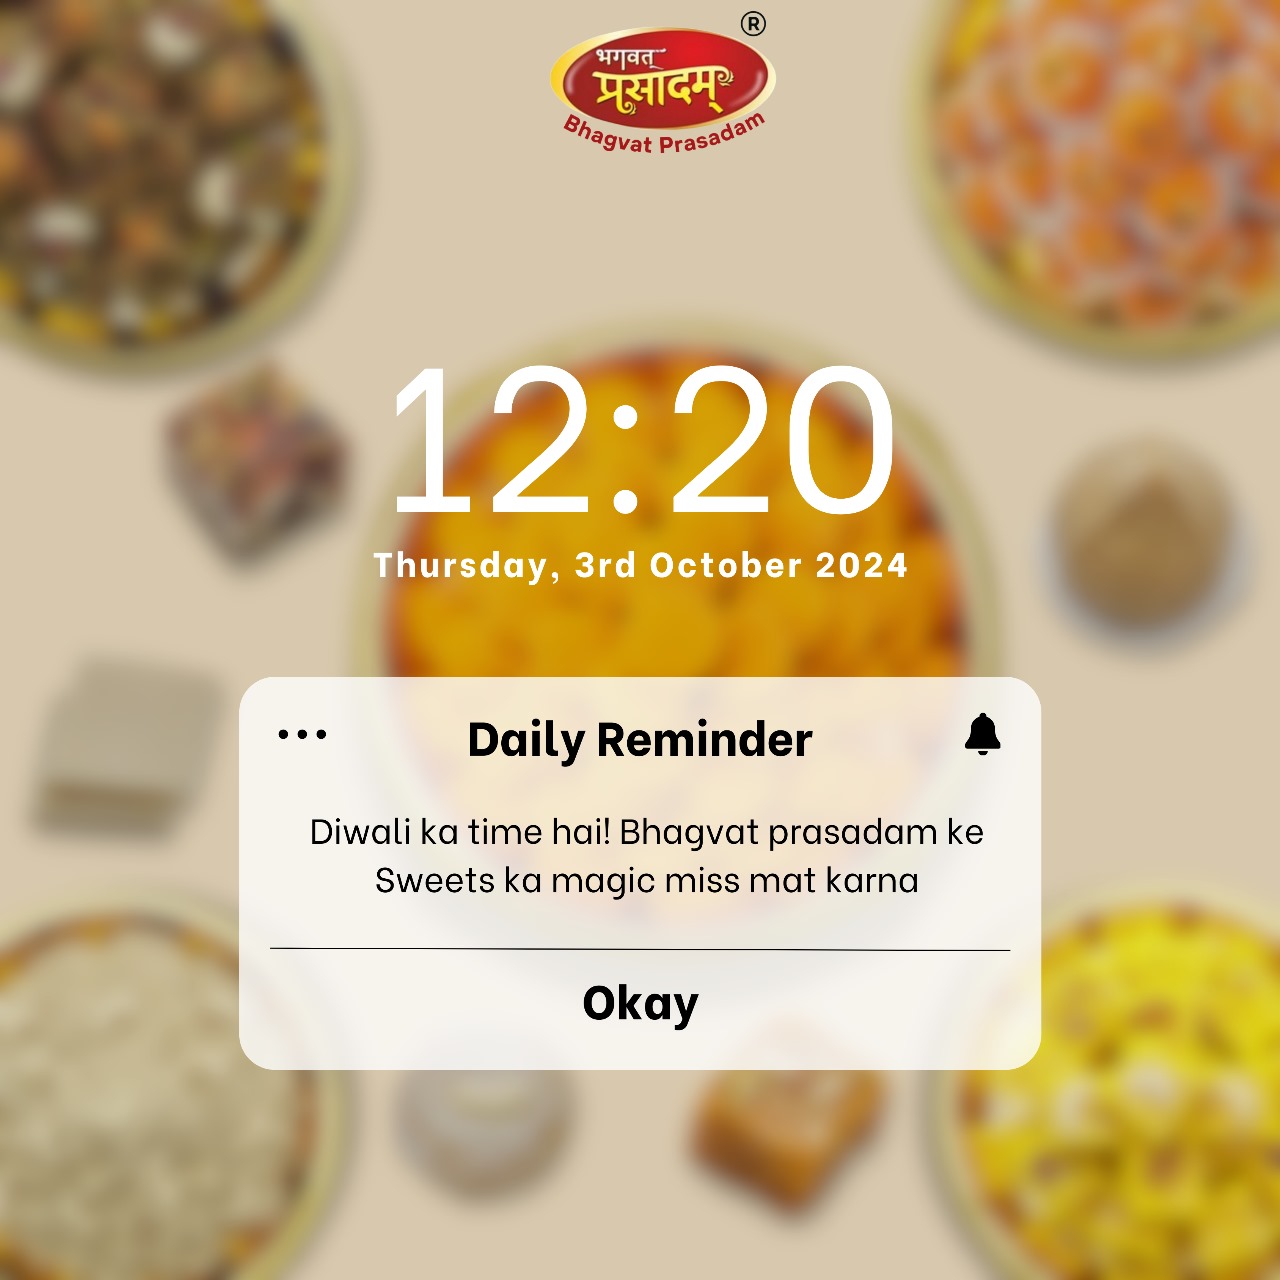 ®
भगवत्
प्रसादम्
Bhagvat Prasadam
12:20
Thursday, 3rd October 2024
Daily Reminder
Diwali ka time hai! Bhagvat prasadam ke
Sweets ka magic miss mat karna
Okay